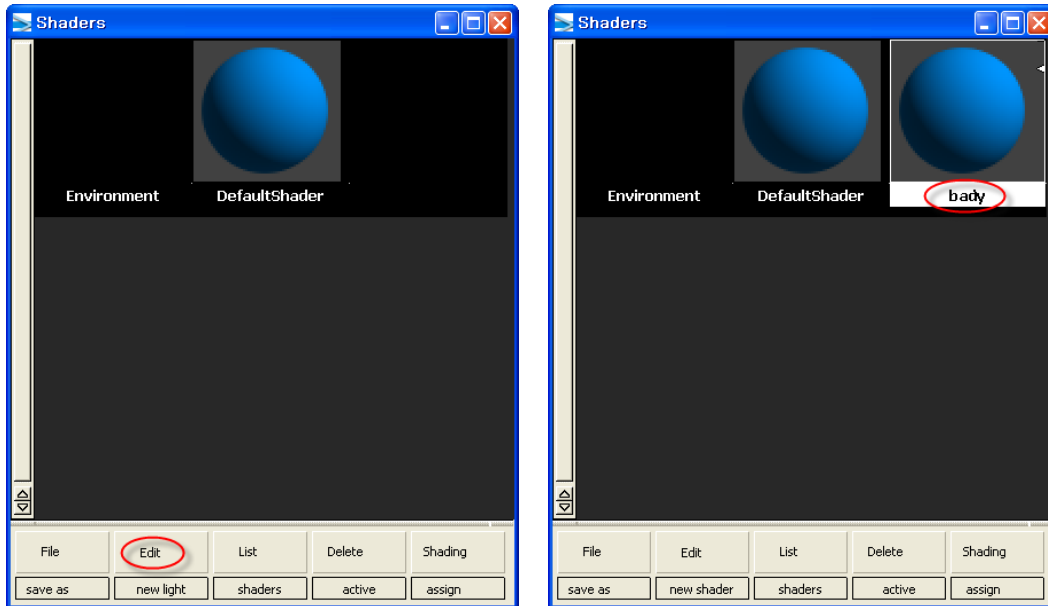 Shaders
Environment DefaultShader
File Edit List Delete Shading
save as new light shaders active assign
Shaders
Environment DefaultShader bady
File Edit List Delete Shading
save as new shader shaders active assign